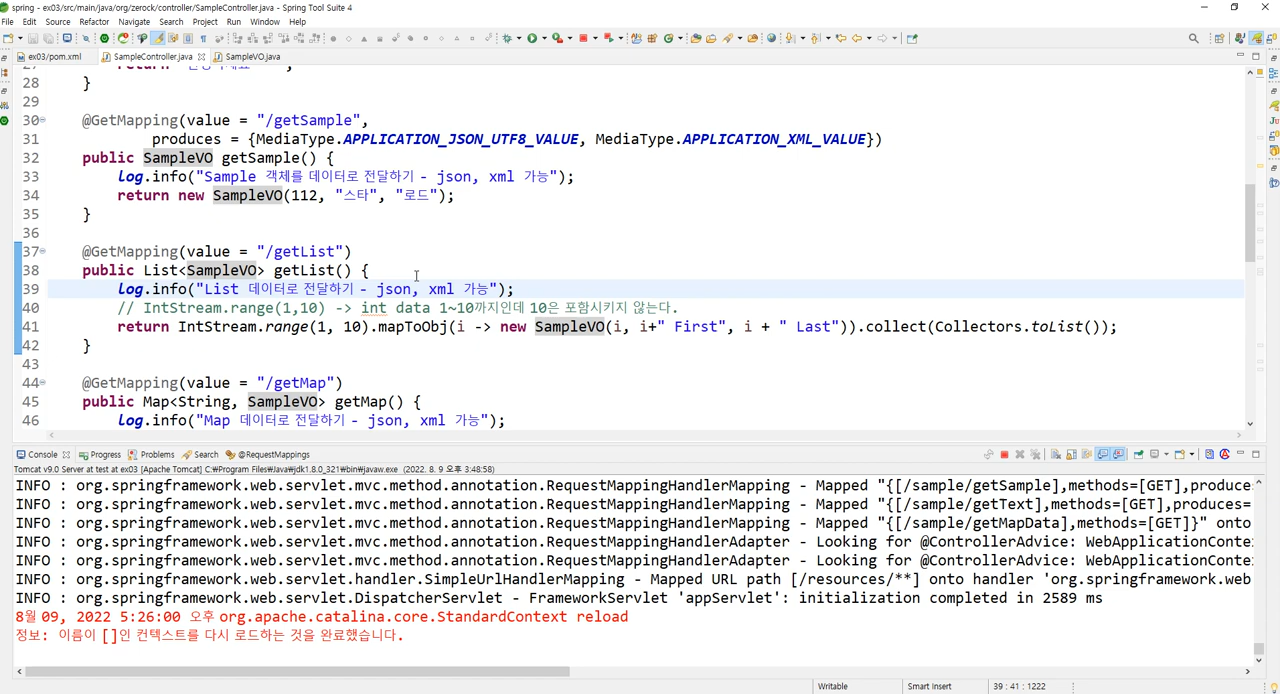 spring - ex03/src/main/java/org/zerock/controller/SampleController.java - Spring Tool Suite 4
File Edit Source Refactor Navigate Search Project Run Window Help
ex03/pom.xml SampleController.java SampleVO.java
28 }
29
30 @GetMapping(value = "/getSample",
31 produces = {MediaType.APPLICATION_JSON_UTF8_VALUE, MediaType.APPLICATION_XML_VALUE})
32 public SampleVO getSample() {
33 log.info("Sample 객체를 데이터로 전달하기 - json, xml 가능");
34 return new SampleVO(112, "스타", "로드");
35 }
36
37 @GetMapping(value = "/getList")
38 public List<SampleVO> getList() {
39 log.info("List 데이터로 전달하기 - json, xml 가능");
40 // IntStream.range(1,10) -> int data 1~10까지인데 10은 포함시키지 않는다.
41 return IntStream.range(1, 10).mapToObj(i -> new SampleVO(i, i+" First", i + " Last")).collect(Collectors.toList());
42 }
43
44 @GetMapping(value = "/getMap")
45 public Map<String, SampleVO> getMap() {
46 log.info("Map 데이터로 전달하기 - json, xml 가능");
Console Progress Problems Search @RequestMappings
Tomcat v9.0 Server at test at ex03 [Apache Tomcat] C:₩Program Files₩Java₩jdk1.8.0_321₩bin₩javaw.exe (2022. 8. 9 오후 3:48:58)
INFO : org.springframework.web.servlet.mvc.method.annotation.RequestMappingHandlerMapping - Mapped "{[/sample/getSample],methods=[GET],produce
INFO : org.springframework.web.servlet.mvc.method.annotation.RequestMappingHandlerMapping - Mapped "{[/sample/getText],methods=[GET],produces=
INFO : org.springframework.web.servlet.mvc.method.annotation.RequestMappingHandlerMapping - Mapped "{[/sample/getMapData],methods=[GET]}" onto
INFO : org.springframework.web.servlet.mvc.method.annotation.RequestMappingHandlerAdapter - Looking for @ControllerAdvice: WebApplicationConte
INFO : org.springframework.web.servlet.mvc.method.annotation.RequestMappingHandlerAdapter - Looking for @ControllerAdvice: WebApplicationConte
INFO : org.springframework.web.servlet.handler.SimpleUrlHandlerMapping - Mapped URL path [/resources/**] onto handler 'org.springframework.web
INFO : org.springframework.web.servlet.DispatcherServlet - FrameworkServlet 'appServlet': initialization completed in 2589 ms
8월 09, 2022 5:26:00 오후 org.apache.catalina.core.StandardContext reload
정보: 이름이 []인 컨텍스트를 다시 로드하는 것을 완료했습니다.
Writable Smart Insert 39 : 41 : 1222